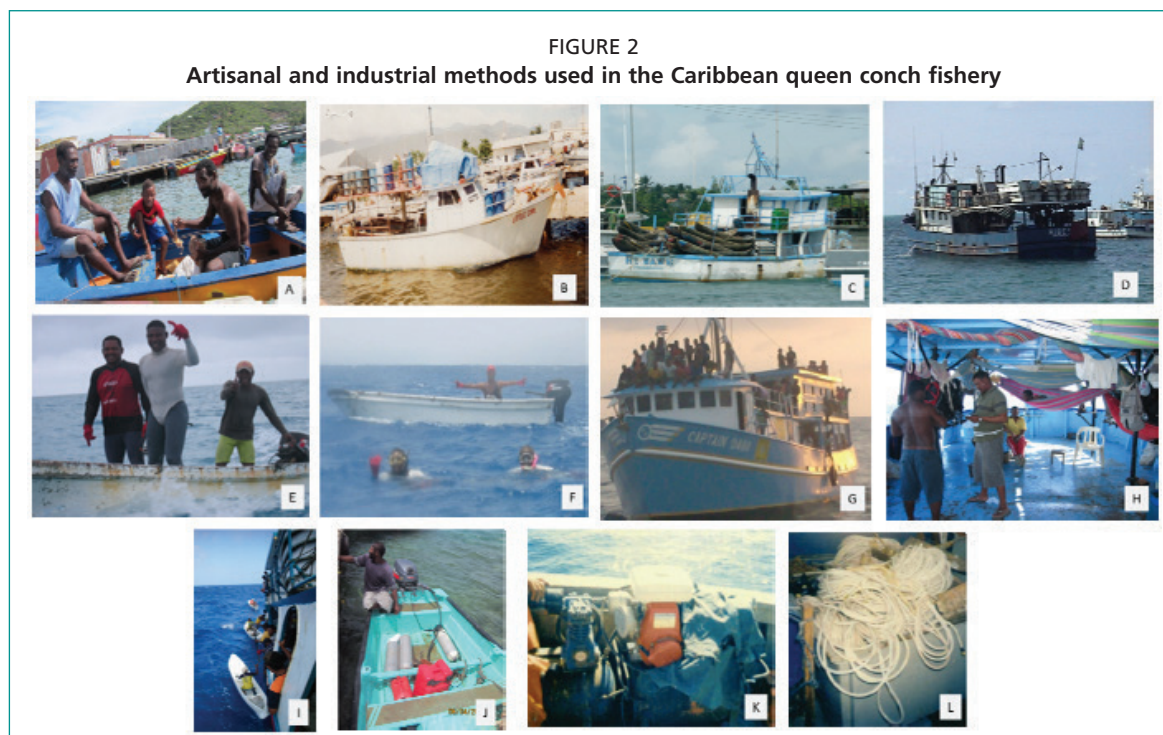 FIGURE 2
Artisanal and industrial methods used in the Caribbean queen conch fishery
A
B
C
D
E
F
CAPTAIN
G
H
I
J
K
L